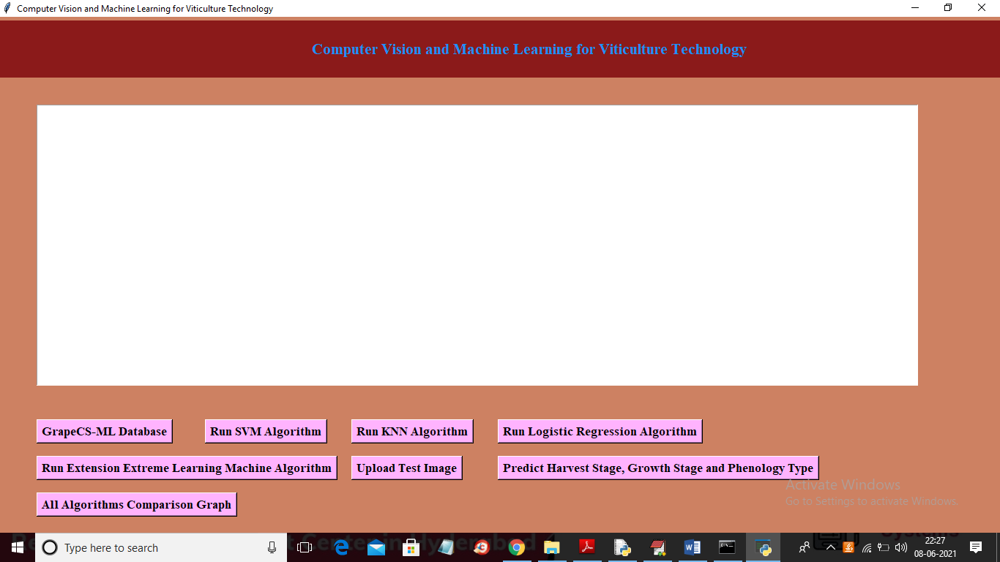 Computer Vision and Machine Learning for Viticulture Technology
Computer Vision and Machine Learning for Viticulture Technology
GrapeCS-ML Database
Run SVM Algorithm
Run KNN Algorithm
Run Logistic Regression Algorithm
Run Extension Extreme Learning Machine Algorithm
Upload Test Image
Predict Harvest Stage, Growth Stage and Phenology Type
Activate Windows
Go to Settings to activate Windows.
All Algorithms Comparison Graph
Type here to search
22:27
08-06-2021